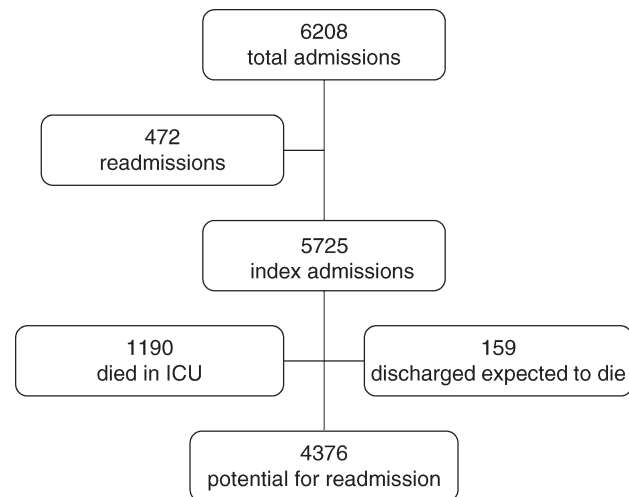 6208
total admissions
472
readmissions
5725
index admissions
1190
died in ICU
159
discharged expected to die
4376
potential for readmission